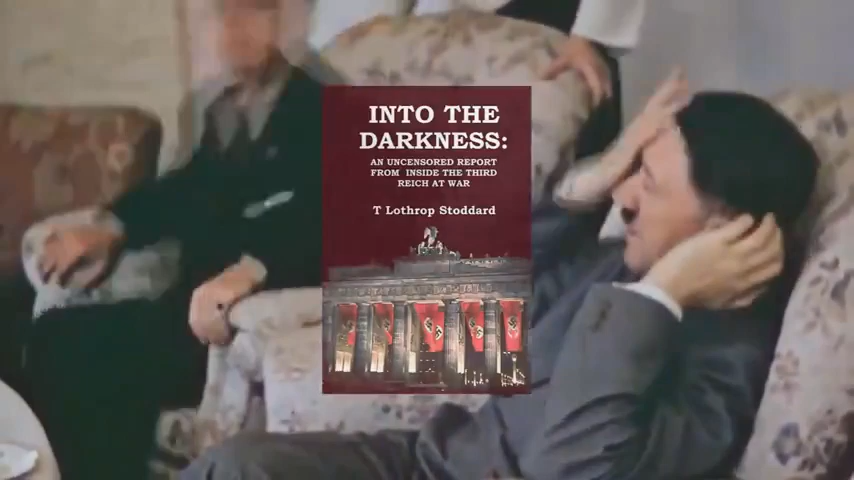 INTO THE
DARKNESS:
AN UNCENSORED REPORT
FROM INSIDE THE THIRD
REICH AT WAR
T Lothrop Stoddard